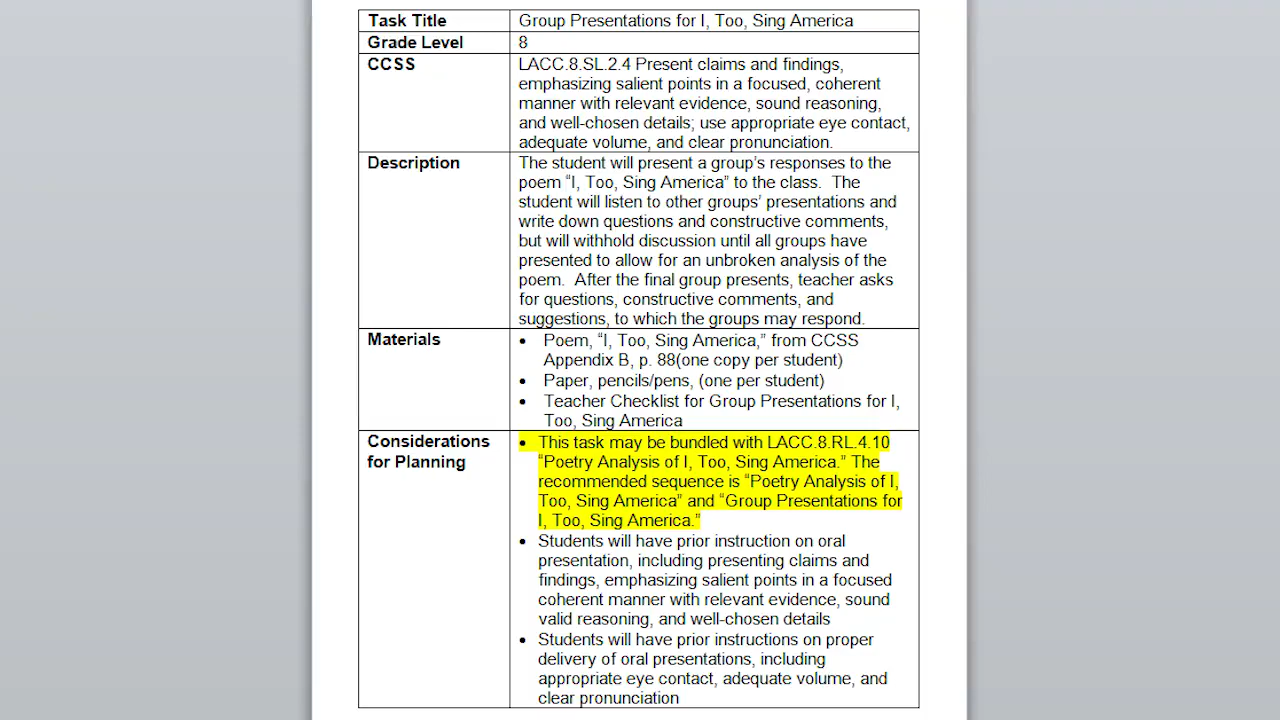 Task Title Group Presentations for I, Too, Sing America
Grade Level 8
CCSS LACC.8.SL.2.4 Present claims and findings,
emphasizing salient points in a focused, coherent
manner with relevant evidence, sound reasoning,
and well-chosen details; use appropriate eye contact,
adequate volume, and clear pronunciation.
Description The student will present a group’s responses to the
poem “I, Too, Sing America” to the class. The
student will listen to other groups’ presentations and
write down questions and constructive comments,
but will withhold discussion until all groups have
presented to allow for an unbroken analysis of the
poem. After the final group presents, teacher asks
for questions, constructive comments, and
suggestions, to which the groups may respond.
Materials • Poem, “I, Too, Sing America,” from CCSS
Appendix B, p. 88(one copy per student)
• Paper, pencils/pens, (one per student)
• Teacher Checklist for Group Presentations for I,
Too, Sing America
Considerations • This task may be bundled with LACC.8.RL.4.10
for Planning “Poetry Analysis of I, Too, Sing America.” The
recommended sequence is “Poetry Analysis of I,
Too, Sing America” and “Group Presentations for
I, Too, Sing America.”
• Students will have prior instruction on oral
presentation, including presenting claims and
findings, emphasizing salient points in a focused
coherent manner with relevant evidence, sound
valid reasoning, and well-chosen details
• Students will have prior instructions on proper
delivery of oral presentations, including
appropriate eye contact, adequate volume, and
clear pronunciation